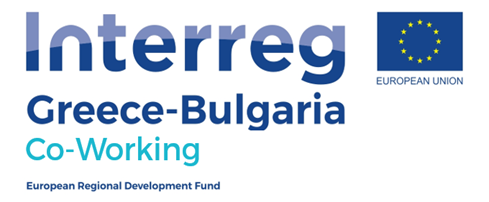 Interreg
EUROPEAN UNION
Greece-Bulgaria
Co-Working
European Regional Development Fund